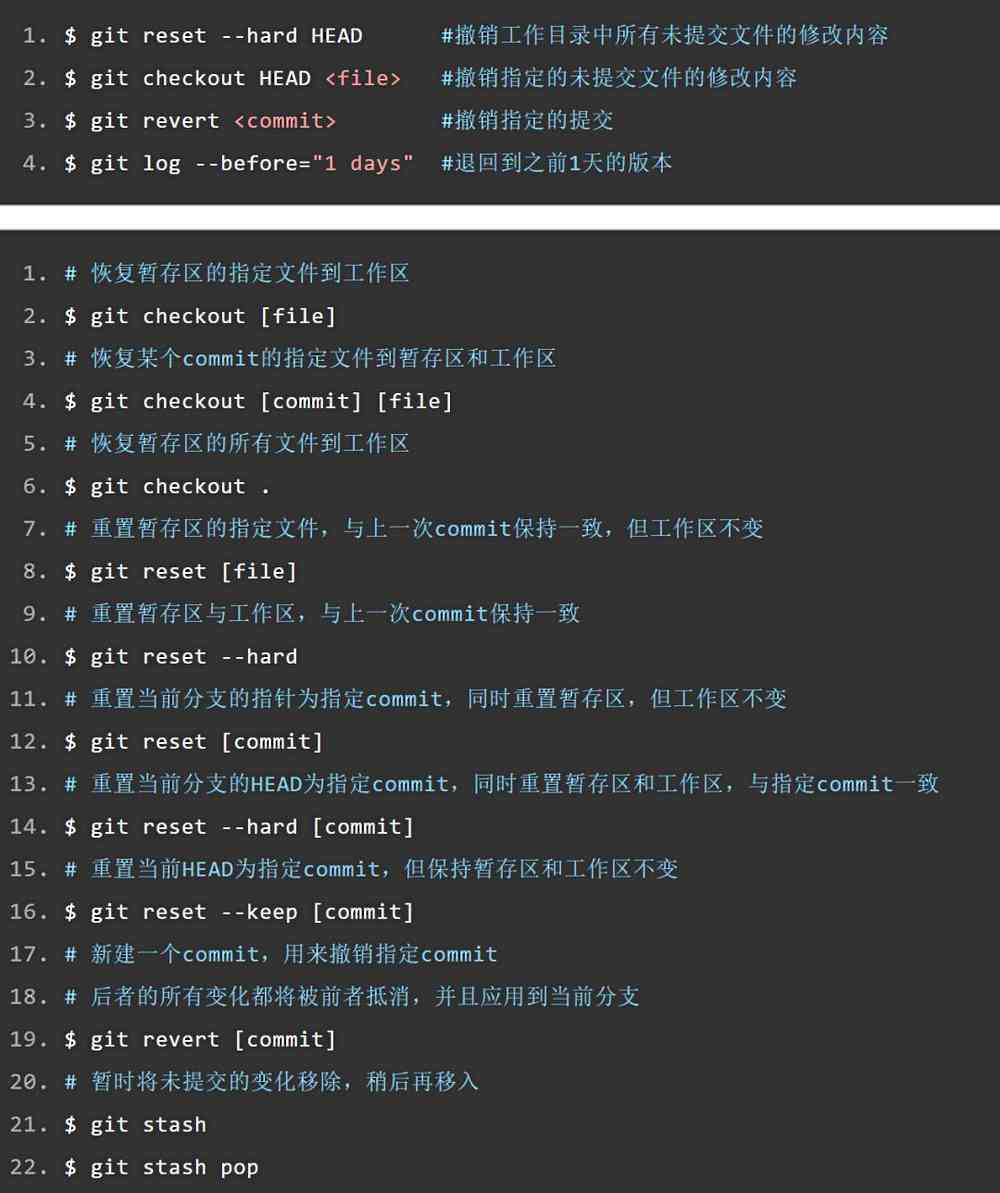 1. $ git reset --hard HEAD #撤销工作目录中所有未提交文件的修改内容
2. $ git checkout HEAD <file> #撤销指定的未提交文件的修改内容
3. $ git revert <commit> #撤销指定的提交
4. $ git log --before="1 days" #退回到之前1天的版本
1. # 恢复暂存区的指定文件到工作区
2. $ git checkout [file]
3. # 恢复某个commit的指定文件到暂存区和工作区
4. $ git checkout [commit] [file]
5. # 恢复暂存区的所有文件到工作区
6. $ git checkout .
7. # 重置暂存区的指定文件，与上一次commit保持一致，但工作区不变
8. $ git reset [file]
9. # 重置暂存区与工作区，与上一次commit保持一致
10. $ git reset --hard
11. # 重置当前分支的指针为指定commit，同时重置暂存区，但工作区不变
12. $ git reset [commit]
13. # 重置当前分支的HEAD为指定commit，同时重置暂存区和工作区，与指定commit一致
14. $ git reset --hard [commit]
15. # 重置当前HEAD为指定commit，但保持暂存区和工作区不变
16. $ git reset --keep [commit]
17. # 新建一个commit，用来撤销指定commit
18. # 后者的所有变化都将被前者抵消，并且应用到当前分支
19. $ git revert [commit]
20. # 暂时将未提交的变化移除，稍后再移入
21. $ git stash
22. $ git stash pop